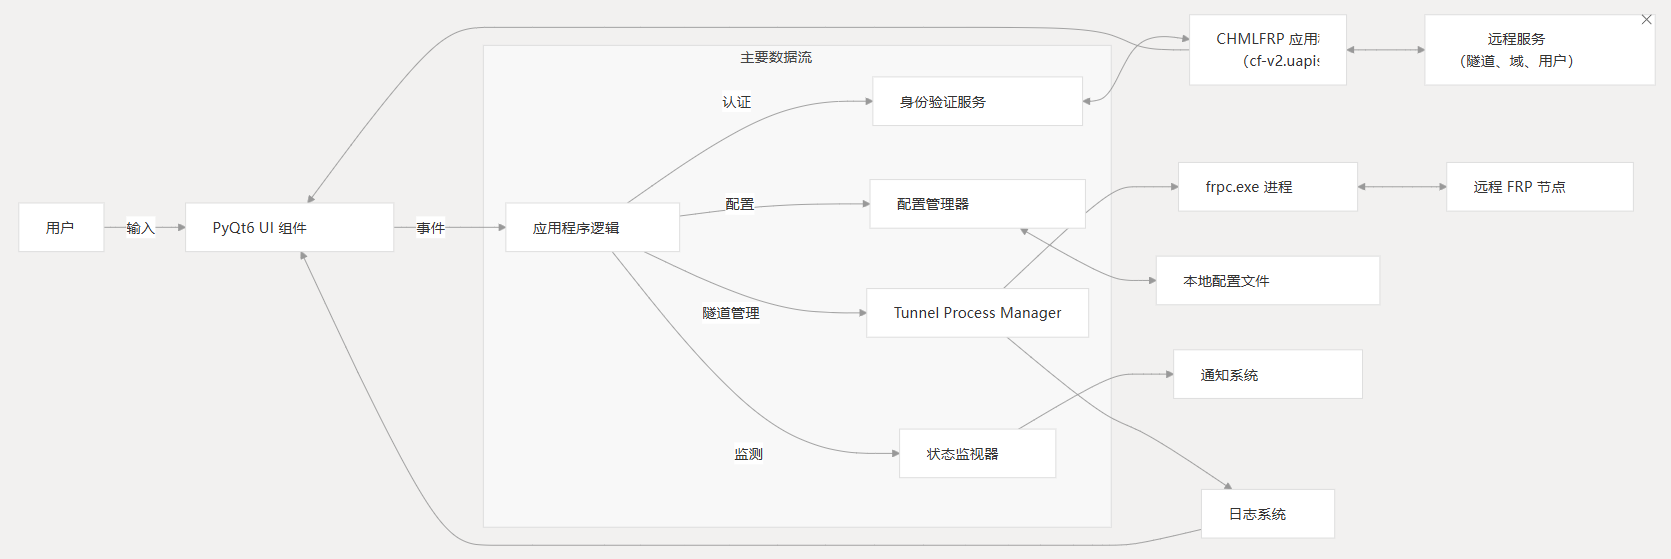 主要数据流
用户
输入
PyQt6 UI 组件
事件
应用程序逻辑
认证
配置
隧道管理
监测
身份验证服务
配置管理器
Tunnel Process Manager
状态监视器
CHMLFRP 应用
（cf-v2.uapis
远程服务
（隧道、域、用户）
frpc.exe 进程
远程 FRP 节点
本地配置文件
通知系统
日志系统